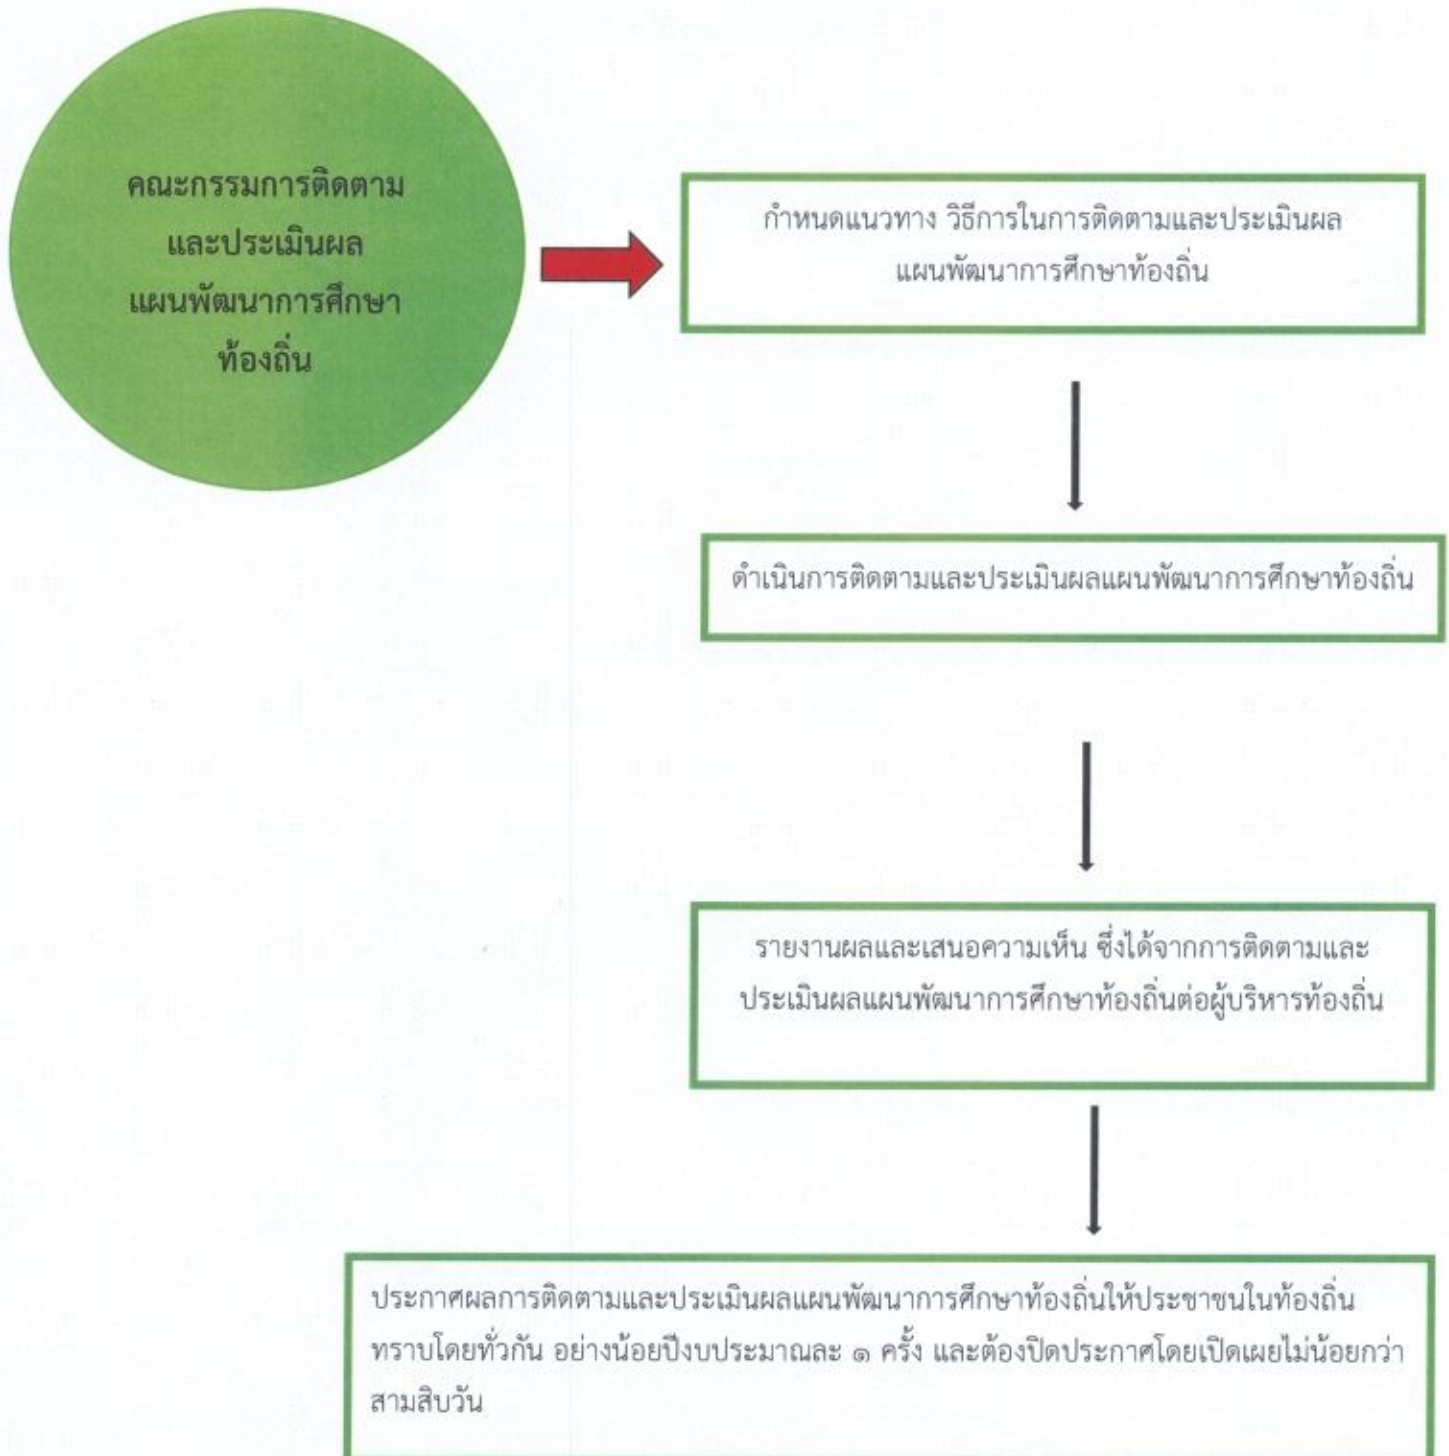 คณะกรรมการติดตาม
และประเมินผล
แผนพัฒนาการศึกษา
ท้องถิ่น
กำหนดแนวทาง วิธีการในการติดตามและประเมินผล
แผนพัฒนาการศึกษาท้องถิ่น
ดำเนินการติดตามและประเมินผลแผนพัฒนาการศึกษาท้องถิ่น
รายงานผลและเสนอความเห็น ซึ่งได้จากการติดตามและ
ประเมินผลแผนพัฒนาการศึกษาท้องถิ่นต่อผู้บริหารท้องถิ่น
ประกาศผลการติดตามและประเมินผลแผนพัฒนาการศึกษาท้องถิ่นให้ประชาชนในท้องถิ่น
ทราบโดยทั่วกัน อย่างน้อยปีงบประมาณละ ๑ ครั้ง และต้องปิดประกาศโดยเปิดเผยไม่น้อยกว่า
สามสิบวัน